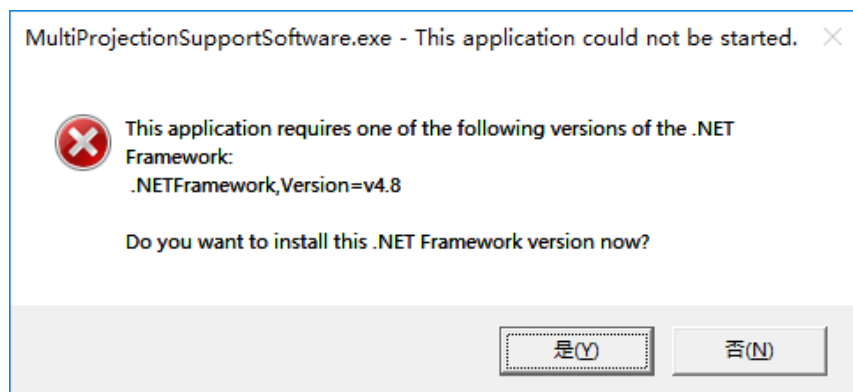 MultiProjectionSupportSoftware.exe - This application could not be started.
This application requires one of the following versions of the .NET
Framework:
.NETFramework,Version=v4.8
Do you want to install this .NET Framework version now?
是(Y)
否(N)